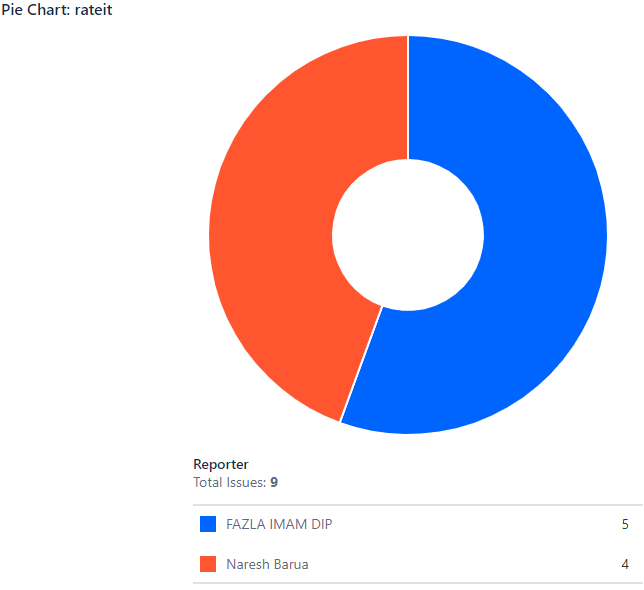 Pie Chart: rateit
Reporter
Total Issues: 9
FAZLA IMAM DIP 5
Naresh Barua 4